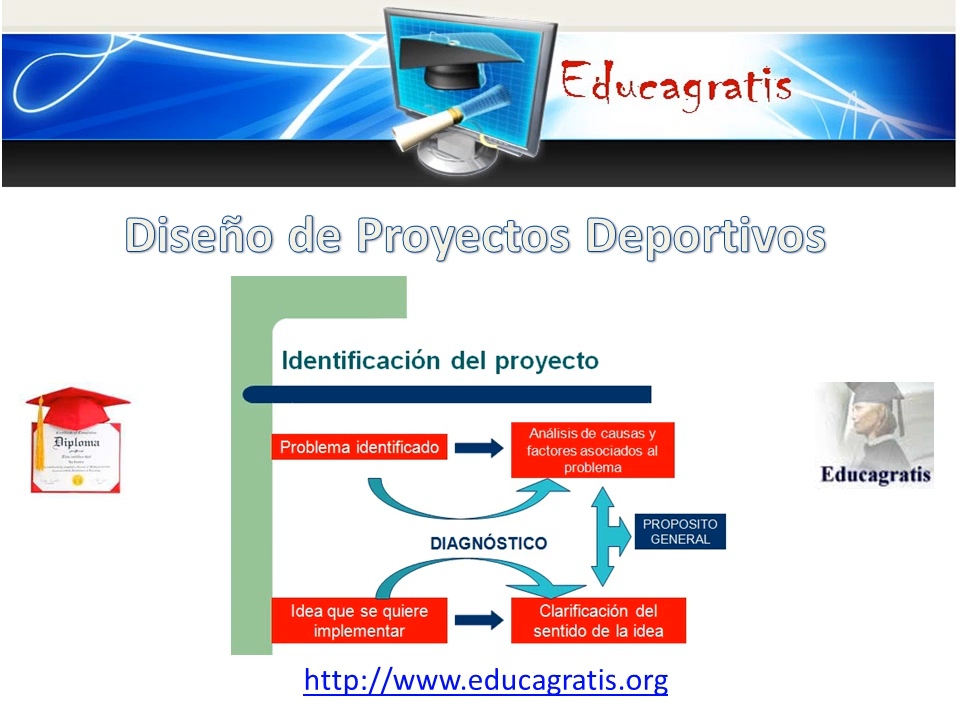 Educagratis
Diseño de Proyectos Deportivos
Identificación del proyecto
Problema identificado
Análisis de causas y
factores asociados al
problema
PROPOSITO
GENERAL
DIAGNÓSTICO
Idea que se quiere
implementar
Clarificación del
sentido de la idea
Diploma
Educagratis
http://www.educagratis.org